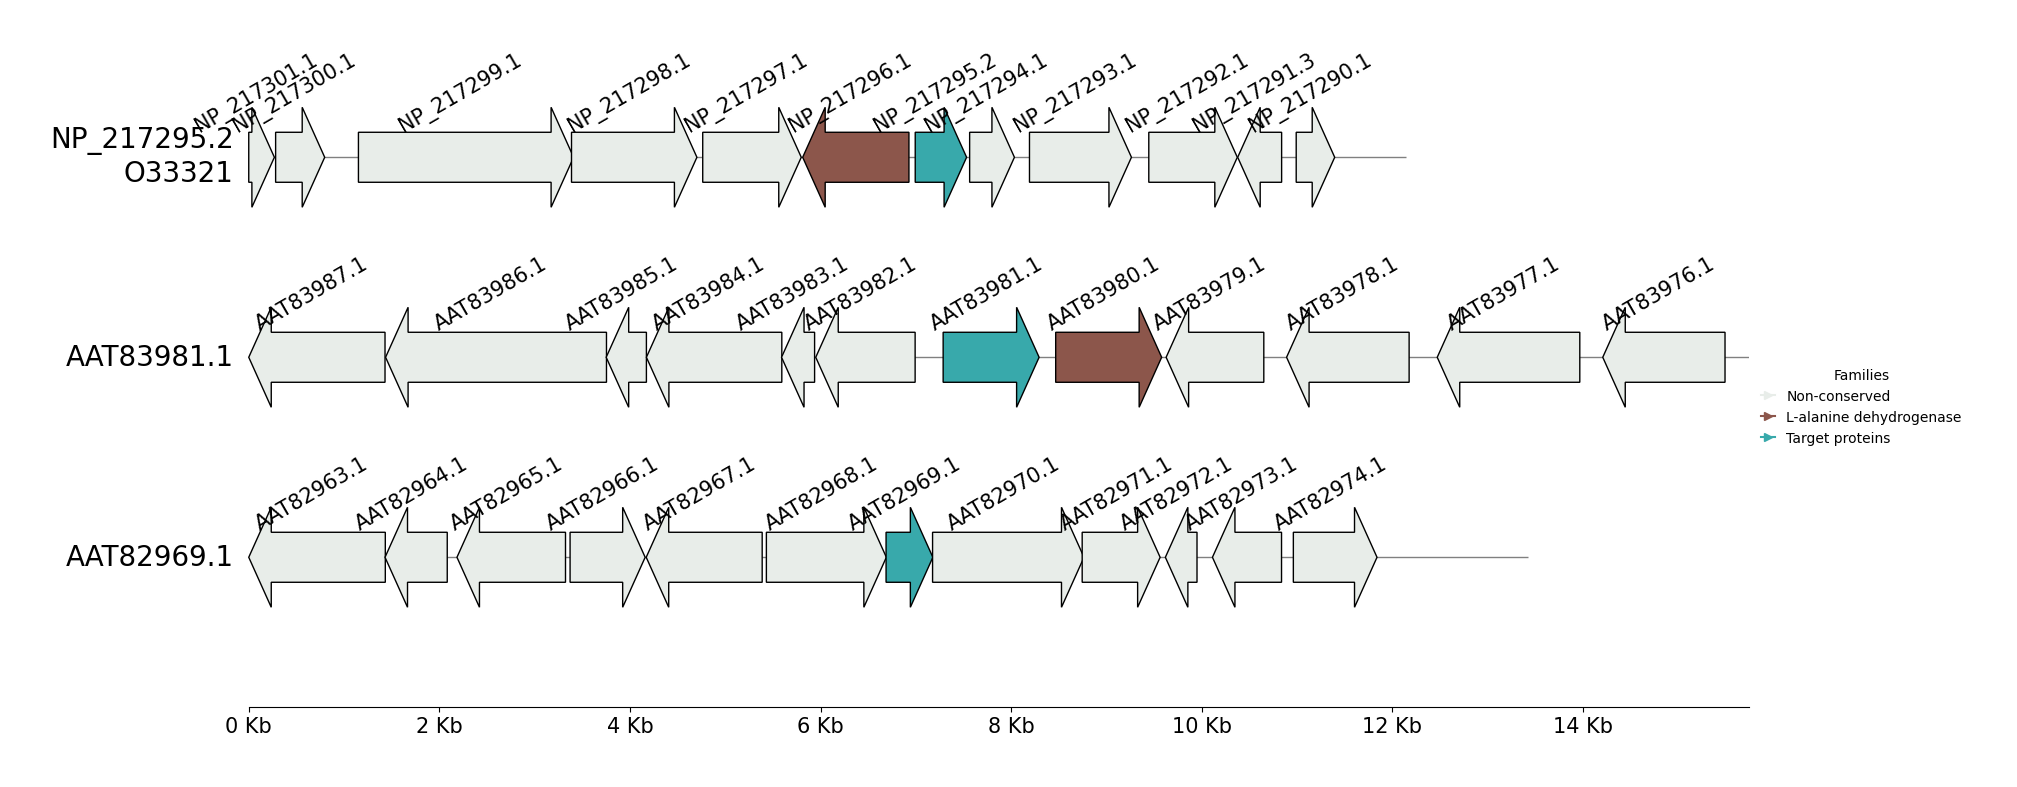 NP_217301.1 NP_217300.1 NP_217299.1 NP_217298.1 NP_217297.1 NP_217296.1 NP_217295.2 NP_217294.1 NP_217293.1 NP_217292.1 NP_217291.3 NP_217290.1
NP_217295.2
O33321
AAT83987.1 AAT83986.1 AAT83985.1 AAT83984.1 AAT83983.1 AAT83982.1 AAT83981.1 AAT83980.1 AAT83979.1 AAT83978.1 AAT83977.1 AAT83976.1
AAT83981.1
Families
Non-conserved
L-alanine dehydrogenase
Target proteins
AAT82963.1 AAT82964.1 AAT82965.1 AAT82966.1 AAT82967.1 AAT82968.1 AAT82969.1 AAT82970.1 AAT82971.1 AAT82972.1 AAT82973.1 AAT82974.1
AAT82969.1
0 Kb 2 Kb 4 Kb 6 Kb 8 Kb 10 Kb 12 Kb 14 Kb